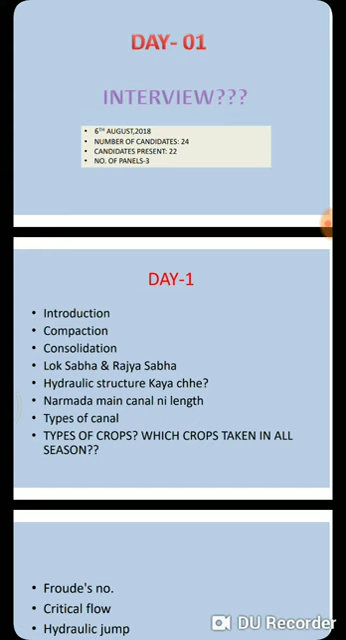 DAY- 01
INTERVIEW???
• 6TH AUGUST,2018
• NUMBER OF CANDIDATES: 24
• CANDIDATES PRESENT: 22
• NO. OF PANELS-3
DAY-1
• Introduction
• Compaction
• Consolidation
• Lok Sabha & Rajya Sabha
• Hydraulic structure Kaya chhe?
• Narmada main canal ni length
• Types of canal
• TYPES OF CROPS? WHICH CROPS TAKEN IN ALL
SEASON??
• Froude's no.
• Critical flow
• Hydraulic jump
DU Recorder